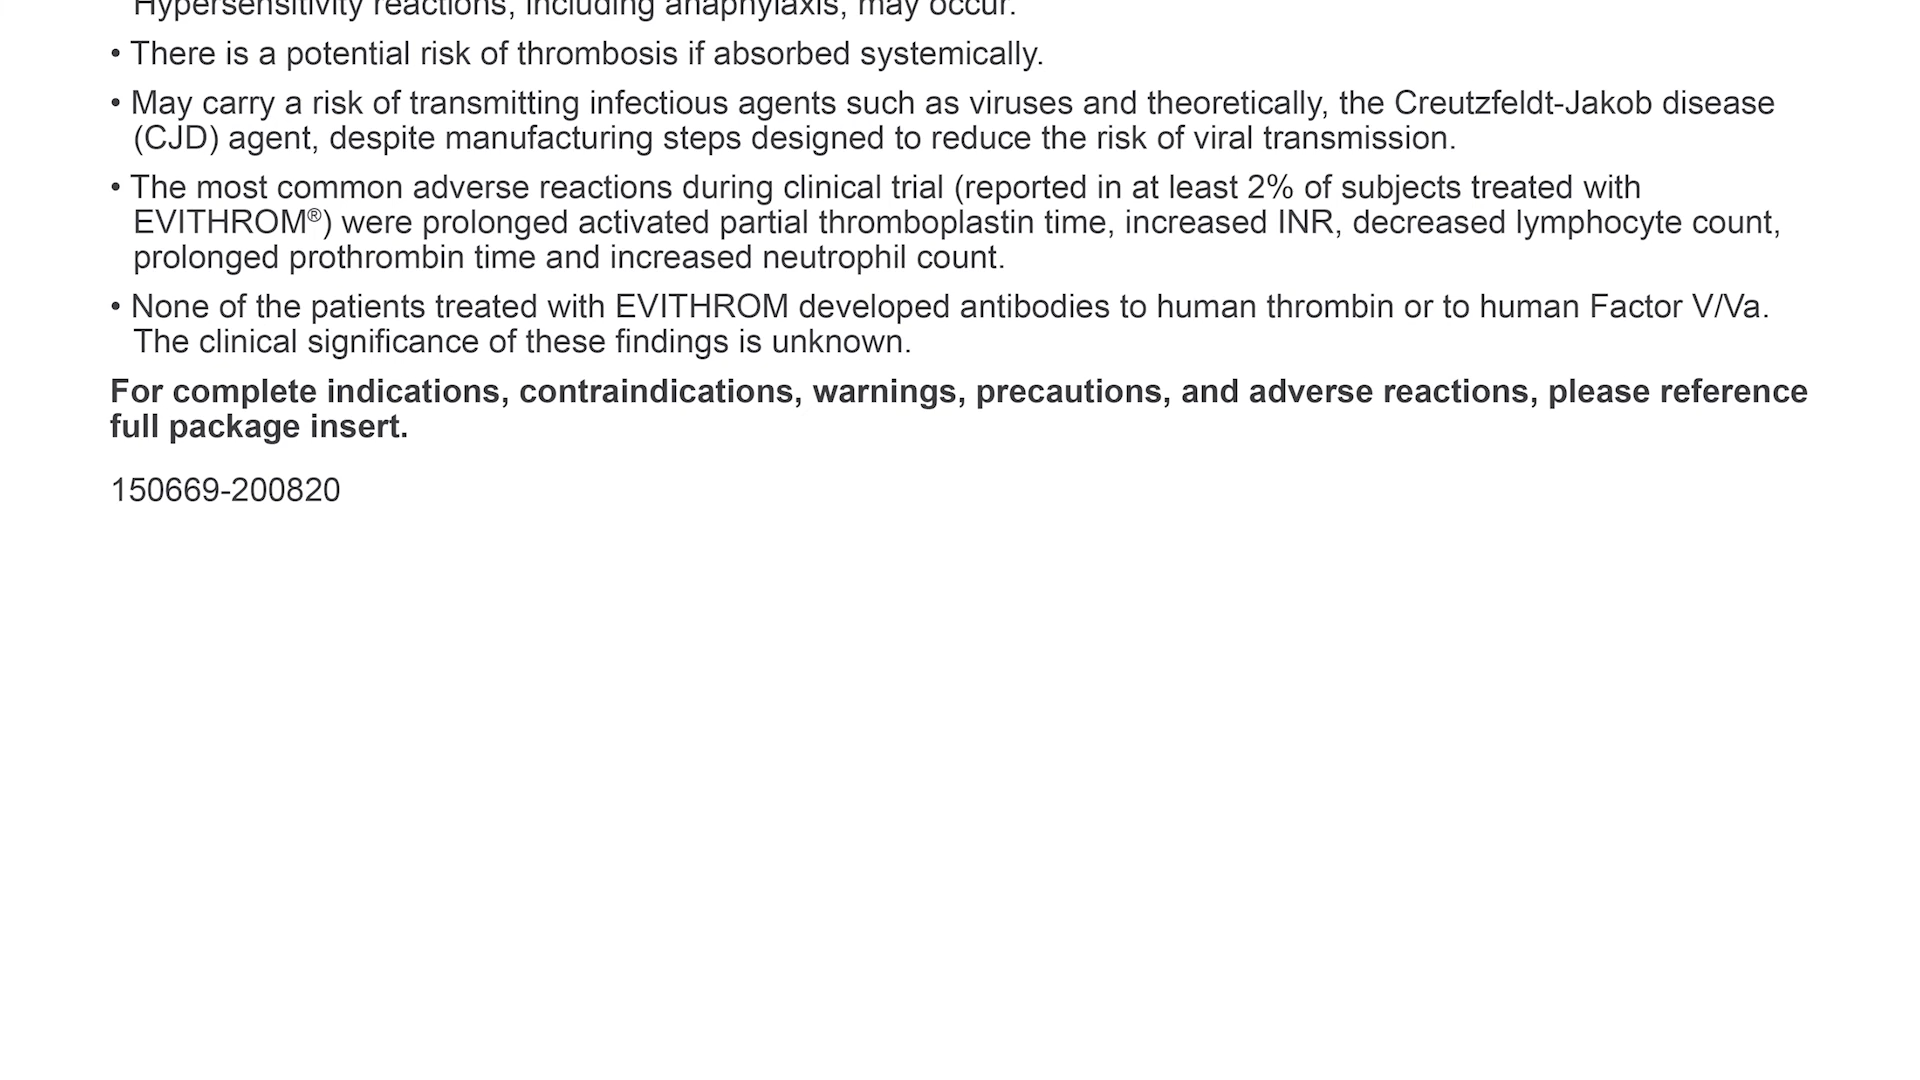 Hypersensitivity reactions, including anaphylaxis, may occur.
• There is a potential risk of thrombosis if absorbed systemically.
• May carry a risk of transmitting infectious agents such as viruses and theoretically, the Creutzfeldt-Jakob disease
(CJD) agent, despite manufacturing steps designed to reduce the risk of viral transmission.
• The most common adverse reactions during clinical trial (reported in at least 2% of subjects treated with
EVITHROM®) were prolonged activated partial thromboplastin time, increased INR, decreased lymphocyte count,
prolonged prothrombin time and increased neutrophil count.
• None of the patients treated with EVITHROM developed antibodies to human thrombin or to human Factor V/Va.
The clinical significance of these findings is unknown.
For complete indications, contraindications, warnings, precautions, and adverse reactions, please reference
full package insert.
150669-200820